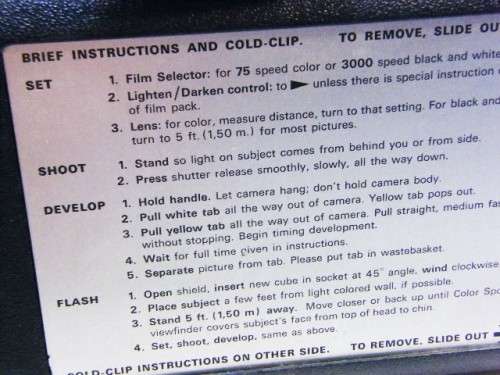 BRIEF INSTRUCTIONS AND COLD-CLIP. TO REMOVE, SLIDE OU
SET 1. Film Selector: for 75 speed color or 3000 speed black and white
2. Lighten/Darken control: to ► unless there is special instruction
of film pack.
3. Lens: for color, measure distance, turn to that setting. For black and
turn to 5 ft. (1,50 m.) for most pictures.
SHOOT 1. Stand so light on subject comes from behind you or from side.
2. Press shutter release smoothly, slowly, all the way down.
DEVELOP 1. Hold handle. Let camera hang; don't hold camera body.
2. Pull white tab all the way out of camera. Yellow tab pops out.
3. Pull yellow tab all the way out of camera. Pull straight, medium fa
without stopping. Begin timing development.
4. Wait for full time given in instructions.
5. Separate picture from tab. Please put tab in wastebasket.
FLASH 1. Open shield, insert new cube in socket at 45° angle, wind clockwise
2. Place subject a few feet from light colored wall, if possible.
3. Stand 5 ft. (1,50 m) away. Move closer or back up until Color Spo
viewfinder covers subject's face from top of head to chin.
4. Set, shoot, develop, same as above.
COLD-CLIP INSTRUCTIONS ON OTHER SIDE. TO REMOVE, SLIDE OUT